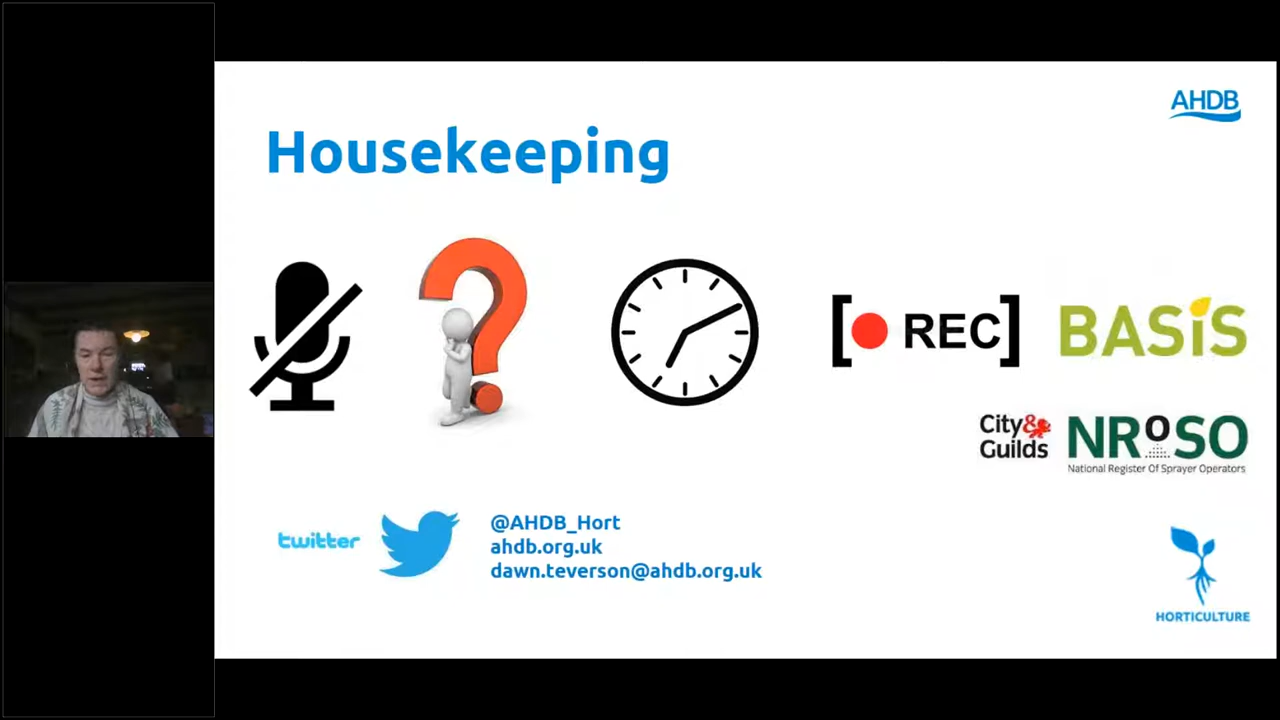 AHDB
Housekeeping
[REC]
BASiS
City&
Guilds
NRoSO
National Register Of Sprayer Operators
twitter
@AHDB_Hort
ahdb.org.uk
dawn.teverson@ahdb.org.uk
HORTICULTURE